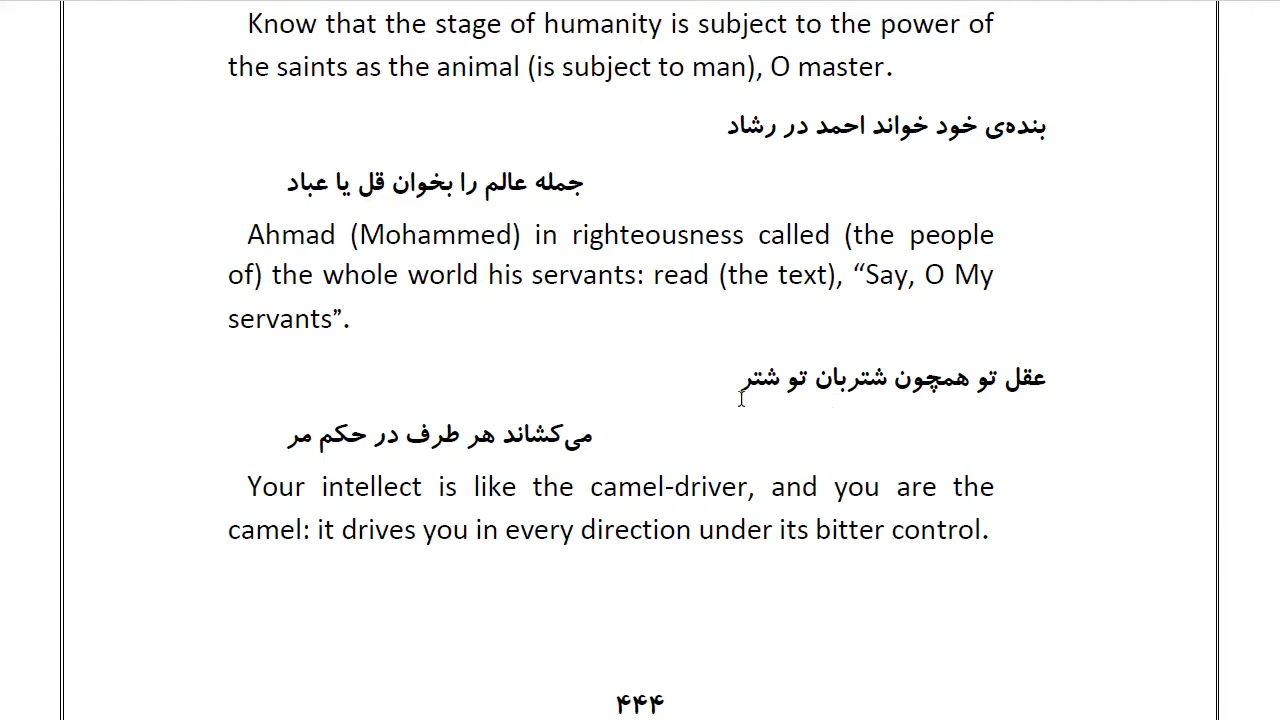 Know that the stage of humanity is subject to the power of
the saints as the animal (is subject to man), O master.
بنده‌ی خود خواند احمد در رشاد
جمله عالم را بخوان قل یا عباد
Ahmad (Mohammed) in righteousness called (the people
of) the whole world his servants: read (the text), “Say, O My
servants”.
عقل تو همچون شتربان تو شتر
می‌کشاند هر طرف در حکم مر
Your intellect is like the camel-driver, and you are the
camel: it drives you in every direction under its bitter control.
۴۴۴